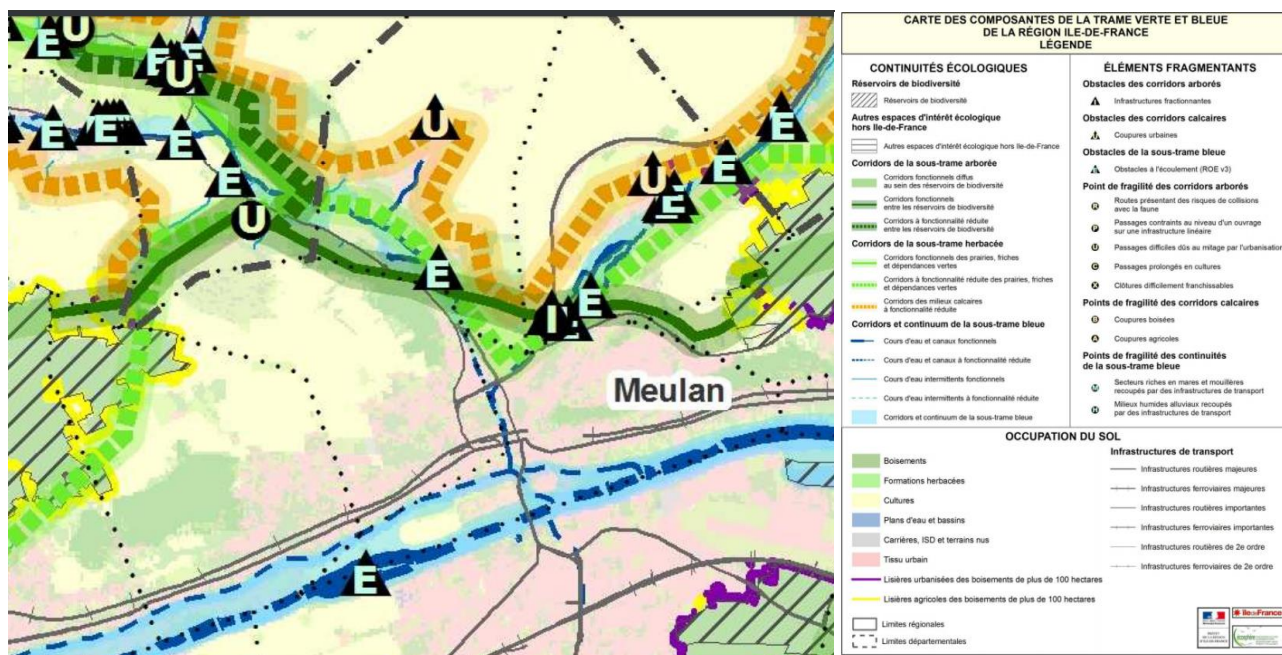 E
U
E
E
U
E
E
E
E
U
U
E
E
U
E
E
E
I
E
Meulan
E
CARTE DES COMPOSANTES DE LA TRAME VERTE ET BLEUE
DE LA RÉGION ILE-DE-FRANCE
LÉGENDE
CONTINUITÉS ÉCOLOGIQUES
Réservoirs de biodiversité
Réservoirs de biodiversité
Autres espaces d'intérêt écologique
hors Ile-de-France
Autres espaces d'intérêt écologique hors Ile-de-France
Corridors de la sous-trame arborée
Corridors fonctionnels diffus
au sein des réservoirs de biodiversité
Corridors fonctionnels
entre les réservoirs de biodiversité
Corridors à fonctionnalité réduite
entre les réservoirs de biodiversité
Corridors de la sous-trame herbacée
Corridors fonctionnels des prairies, friches
et dépendances vertes
Corridors à fonctionnalité réduite des prairies, friches
et dépendances vertes
Corridors des milieux calcaires
à fonctionnalité réduite
Corridors et continuum de la sous-trame bleue
Cours d'eau et canaux fonctionnels
Cours d'eau et canaux à fonctionnalité réduite
Cours d'eau intermittents fonctionnels
Cours d'eau intermittents à fonctionnalité réduite
Corridors et continuum de la sous-trame bleue
ÉLÉMENTS FRAGMENTANTS
Obstacles des corridors arborés
Infrastructures fractionnantes
Obstacles des corridors calcaires
Coupures urbaines
Obstacles de la sous-trame bleue
Obstacles à l'écoulement (ROE v3)
Point de fragilité des corridors arborés
R Routes présentant des risques de collisions
avec la faune
P Passages contraints au niveau d'un ouvrage
sur une infrastructure linéaire
U Passages difficiles dûs au mitage par l'urbanisation
C Passages prolongés en cultures
X Clôtures difficilement franchissables
Points de fragilité des corridors calcaires
B Coupures boisées
A Coupures agricoles
Points de fragilité des continuités
de la sous-trame bleue
M Secteurs riches en mares et mouillères
recoupés par des infrastructures de transport
H Milieux humides alluviaux recoupés
par des infrastructures de transport
OCCUPATION DU SOL
Boisements
Formations herbacées
Cultures
Plans d'eau et bassins
Carrières, ISD et terrains nus
Tissu urbain
Lisières urbanisées des boisements de plus de 100 hectares
Lisières agricoles des boisements de plus de 100 hectares
Limites régionales
Limites départementales
Infrastructures de transport
Infrastructures routières majeures
Infrastructures ferroviaires majeures
Infrastructures routières importantes
Infrastructures ferroviaires importantes
Infrastructures routières de 2e ordre
Infrastructures ferroviaires de 2e ordre
île de France